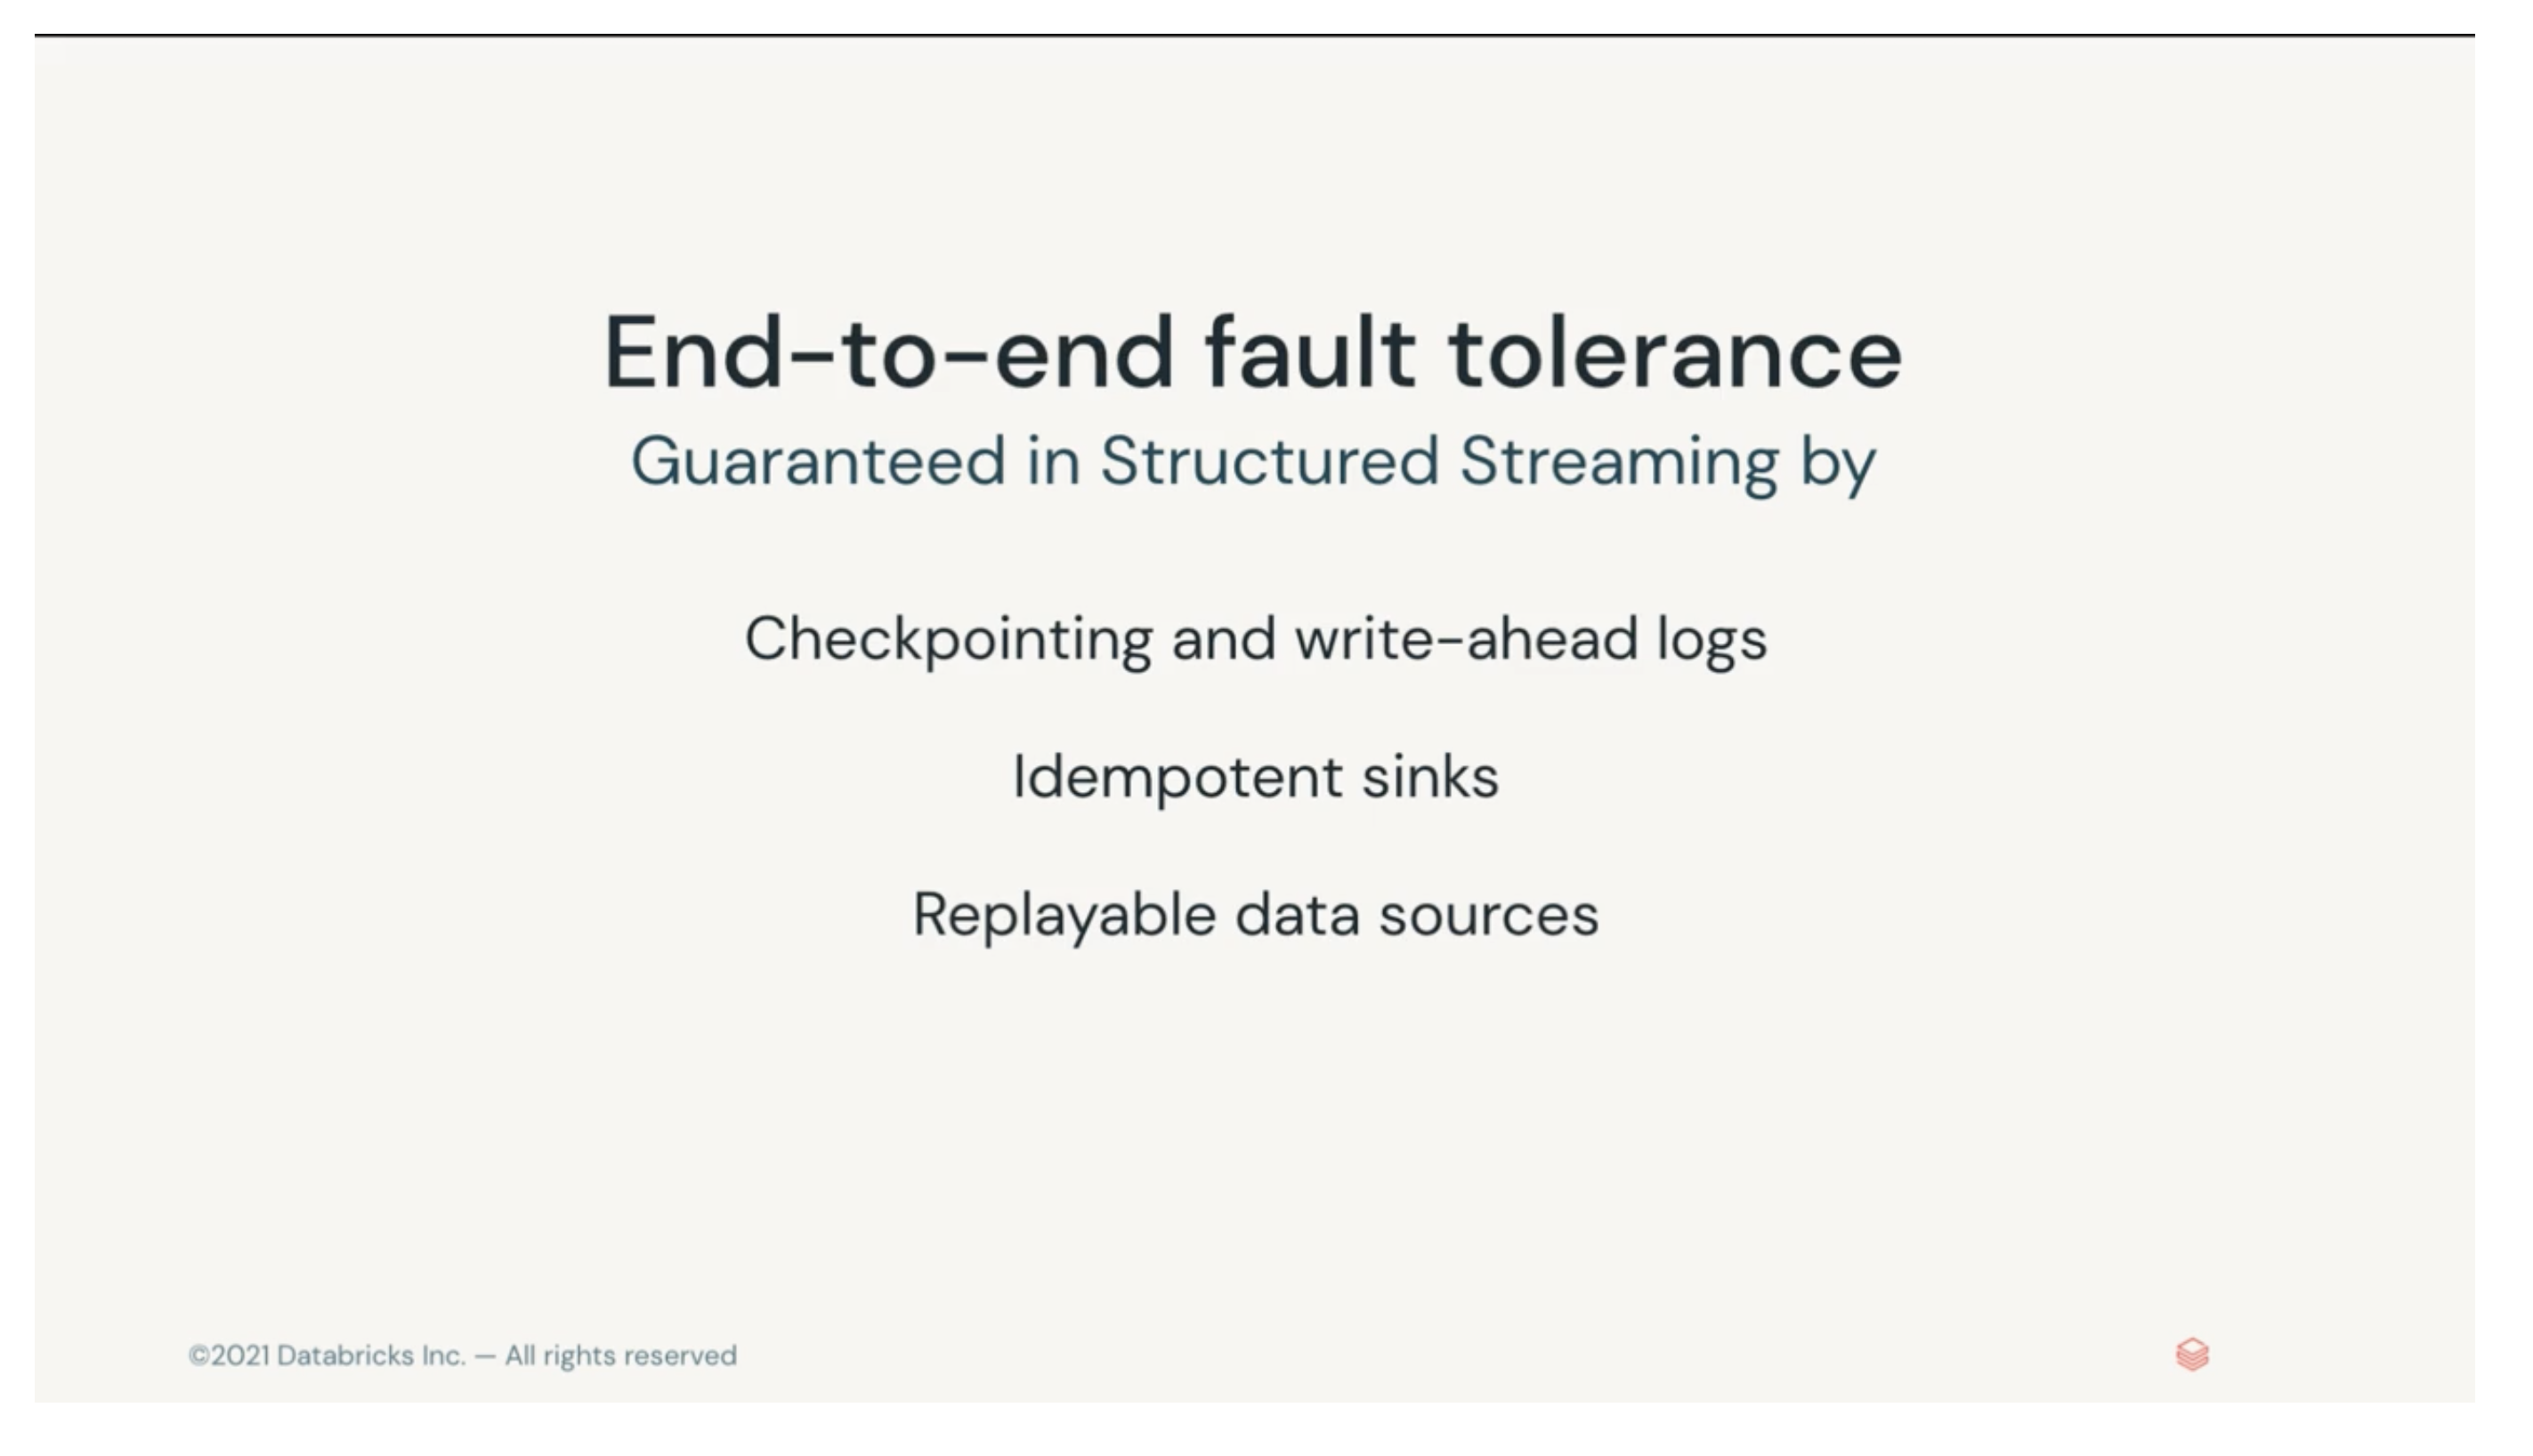 End-to-end fault tolerance
Guaranteed in Structured Streaming by
Checkpointing and write-ahead logs
Idempotent sinks
Replayable data sources
©2021 Databricks Inc. — All rights reserved